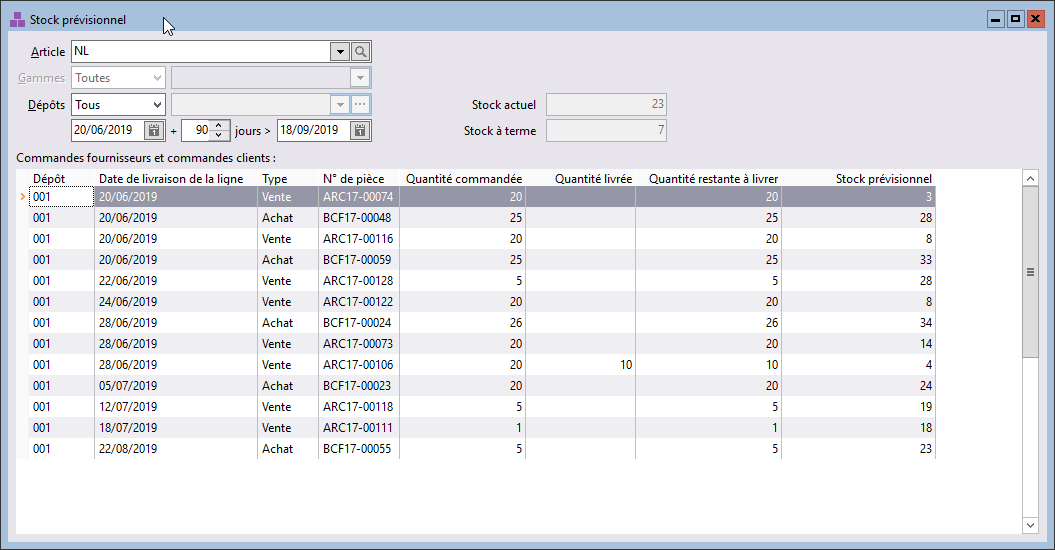 Stock prévisionnel
Article NL
Gammes Toutes
Dépôts Tous Stock actuel 23
20/06/2019 + 90 jours > 18/09/2019 Stock à terme 7
Commandes fournisseurs et commandes clients :
Dépôt Date de livraison de la ligne Type N° de pièce Quantité commandée Quantité livrée Quantité restante à livrer Stock prévisionnel
001 20/06/2019 Vente ARC17-00074 20 20 3
001 20/06/2019 Achat BCF17-00048 25 25 28
001 20/06/2019 Vente ARC17-00116 20 20 8
001 20/06/2019 Achat BCF17-00059 25 25 33
001 22/06/2019 Vente ARC17-00128 5 5 28
001 24/06/2019 Vente ARC17-00122 20 20 8
001 28/06/2019 Achat BCF17-00024 26 26 34
001 28/06/2019 Vente ARC17-00073 20 20 14
001 28/06/2019 Vente ARC17-00106 20 10 10 4
001 05/07/2019 Achat BCF17-00023 20 20 24
001 12/07/2019 Vente ARC17-00118 5 5 19
001 18/07/2019 Vente ARC17-00111 1 1 18
001 22/08/2019 Achat BCF17-00055 5 5 23